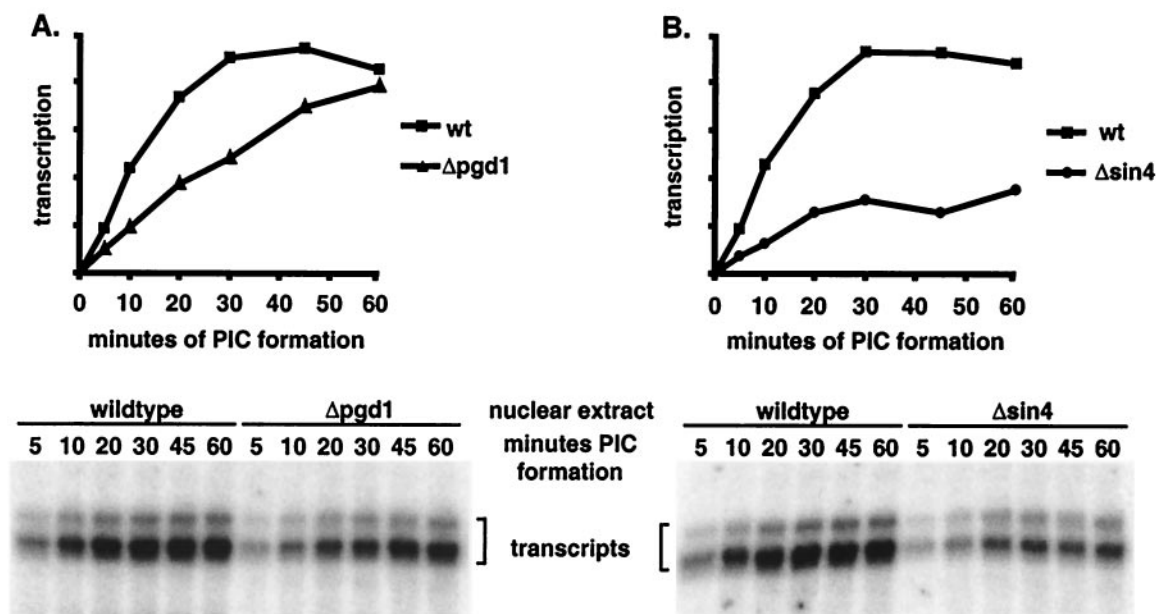 A.
transcription
wt
Δpgd1
0 10 20 30 40 50 60
minutes of PIC formation
B.
transcription
wt
Δsin4
0 10 20 30 40 50 60
minutes of PIC formation
wildtype Δpgd1 nuclear extract wildtype Δsin4
5 10 20 30 45 60 5 10 20 30 45 60 minutes PIC 5 10 20 30 45 60 5 10 20 30 45 60
formation
transcripts